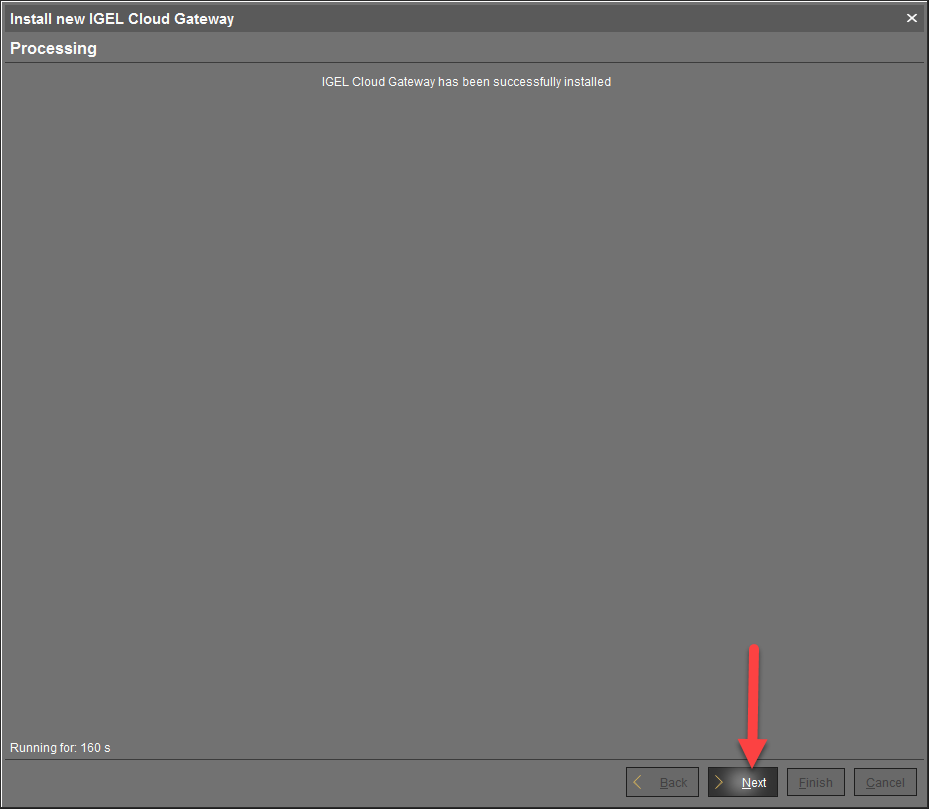 Install new IGEL Cloud Gateway
Processing
IGEL Cloud Gateway has been successfully installed
Running for: 160 s
Back
Next
Finish
Cancel